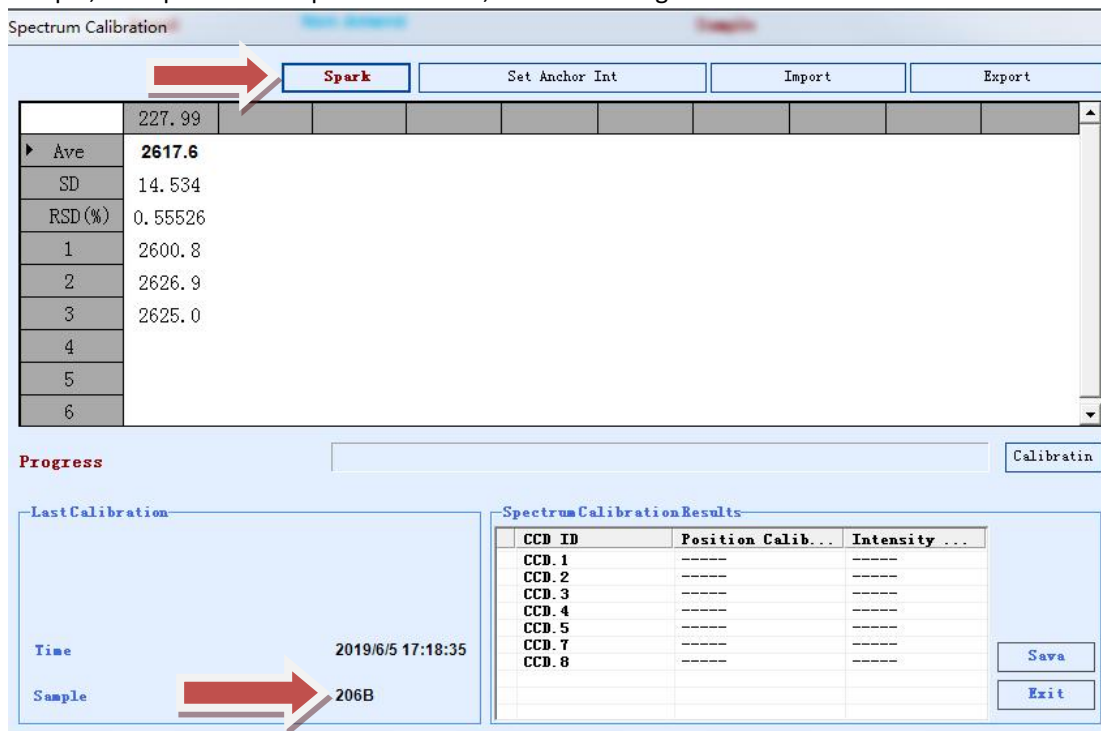 Spectrum Calibration
Spark Set Anchor Int Import Export
227.99
Ave 2617.6
SD 14.534
RSD(%) 0.55526
1 2600.8
2 2626.9
3 2625.0
4
5
6
Progress Calibratin
LastCalibration
Time 2019/6/5 17:18:35
Sample 206B
SpectrumCalibrationResults
CCD ID Position Calib... Intensity ...
CCD.1 ----- -----
CCD.2 ----- -----
CCD.3 ----- -----
CCD.4 ----- -----
CCD.5 ----- -----
CCD.7 ----- -----
CCD.8 ----- -----
Sava
Exit